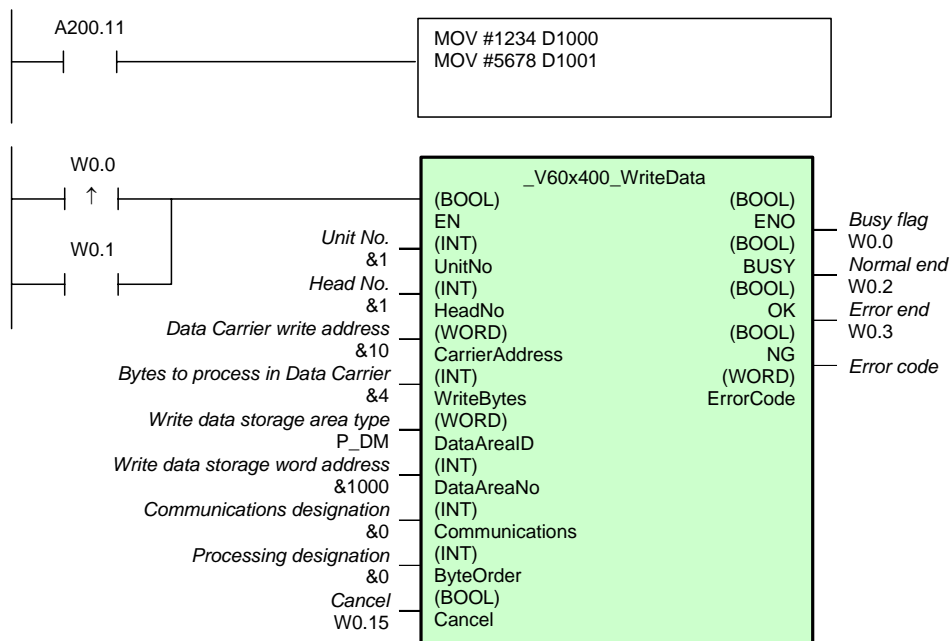 A200.11
MOV #1234 D1000
MOV #5678 D1001
W0.0
↑
W0.1
_V60x400_WriteData
(BOOL) (BOOL)
EN ENO
Unit No. (INT) (BOOL) Busy flag
&1 UnitNo BUSY W0.0
Head No. (INT) (BOOL) Normal end
&1 HeadNo OK W0.2
Data Carrier write address (WORD) (BOOL) Error end
&10 CarrierAddress NG W0.3
Bytes to process in Data Carrier (INT) (WORD) Error code
&4 WriteBytes ErrorCode
Write data storage area type (WORD)
P_DM DataAreaID
Write data storage word address (INT)
&1000 DataAreaNo
Communications designation (INT)
&0 Communications
Processing designation (INT)
&0 ByteOrder
Cancel (BOOL)
W0.15 Cancel